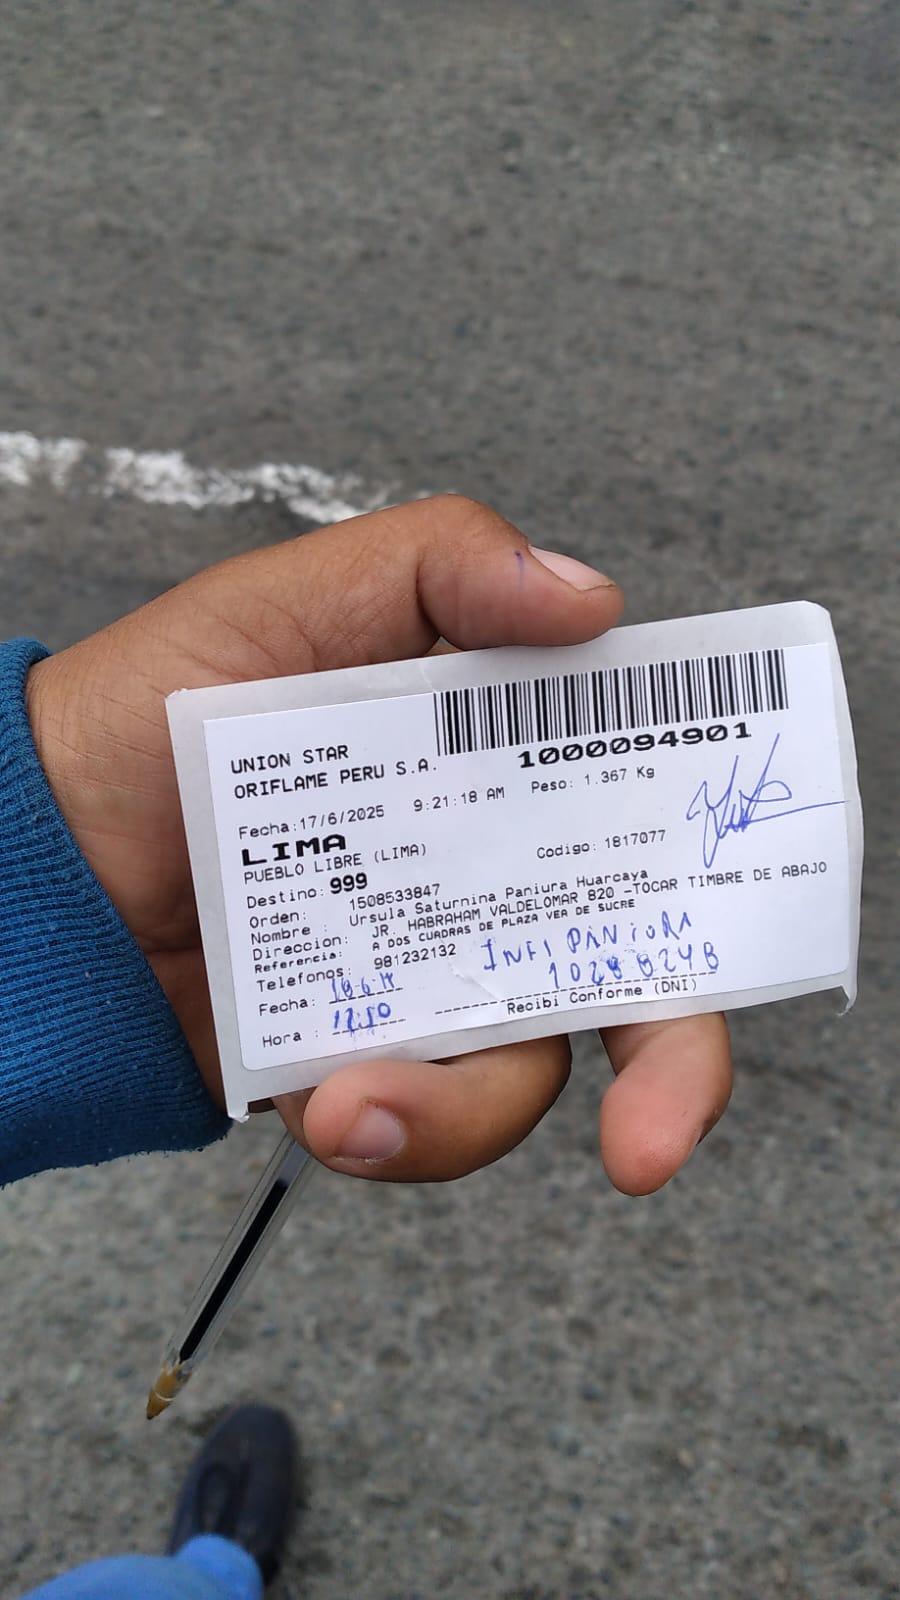 UNION STAR
ORIFLAME PERU S.A.
1000094901
Fecha:17/6/2025 9:21:18 AM Peso: 1.367 Kg
LIMA
PUEBLO LIBRE (LIMA)
Destino: 999 Codigo: 1817077
Orden: 1508533847
Nombre : Ursula Saturnina Paniura Huarcaya
Direccion: JR. HABRAHAM VALDELOMAR 820 -TOCAR TIMBRE DE ABAJO
Referencia: A DOS CUADRAS DE PLAZA VEA DE SUCRE
Telefonos: 981232132
Fecha:
Hora :
PANiURA
Recibi Conforme (DNI)